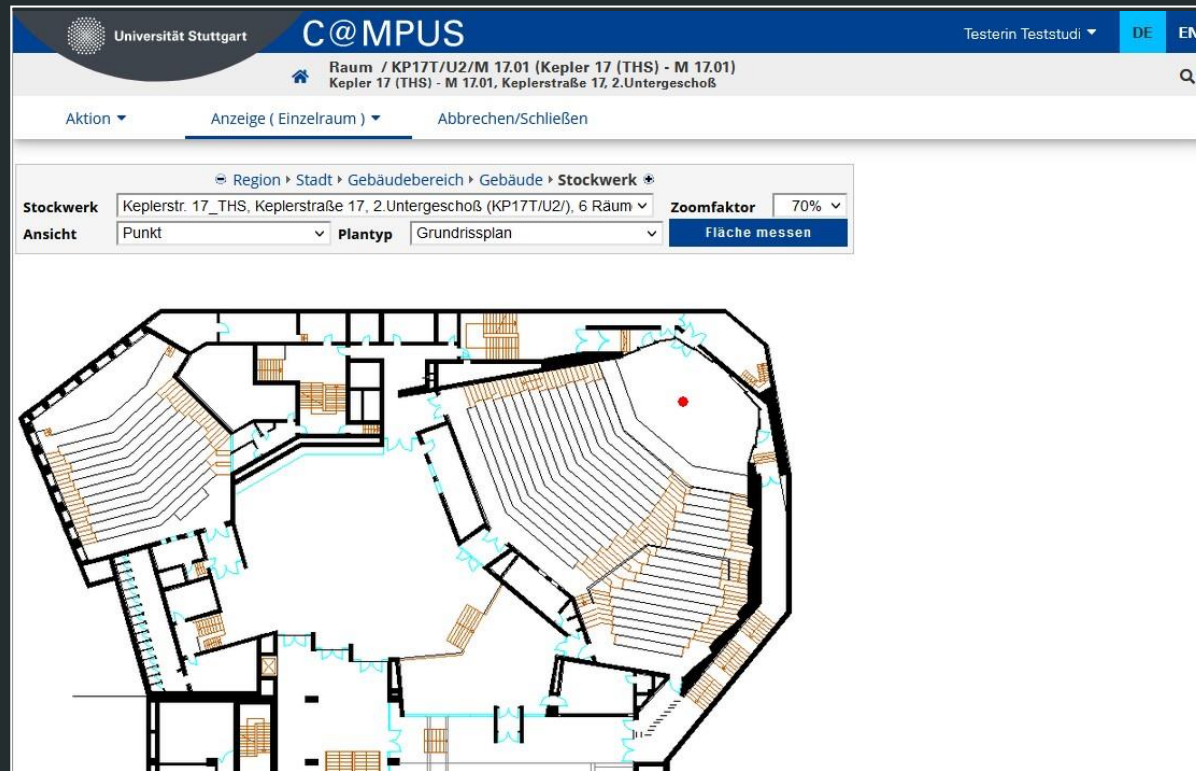 Universität Stuttgart
C@MPUS
Testerin Teststudi
DE
EN
Raum / KP17T/U2/M 17.01 (Kepler 17 (THS) - M 17.01)
Kepler 17 (THS) - M 17.01, Keplerstraße 17, 2.Untergeschoß
Aktion
Anzeige ( Einzelraum )
Abbrechen/Schließen
Region Stadt Gebäudebereich Gebäude Stockwerk
Stockwerk Keplerstr. 17_THS, Keplerstraße 17, 2.Untergeschoß (KP17T/U2/), 6 Räum Zoomfaktor 70%
Ansicht Punkt Plantyp Grundrissplan Fläche messen